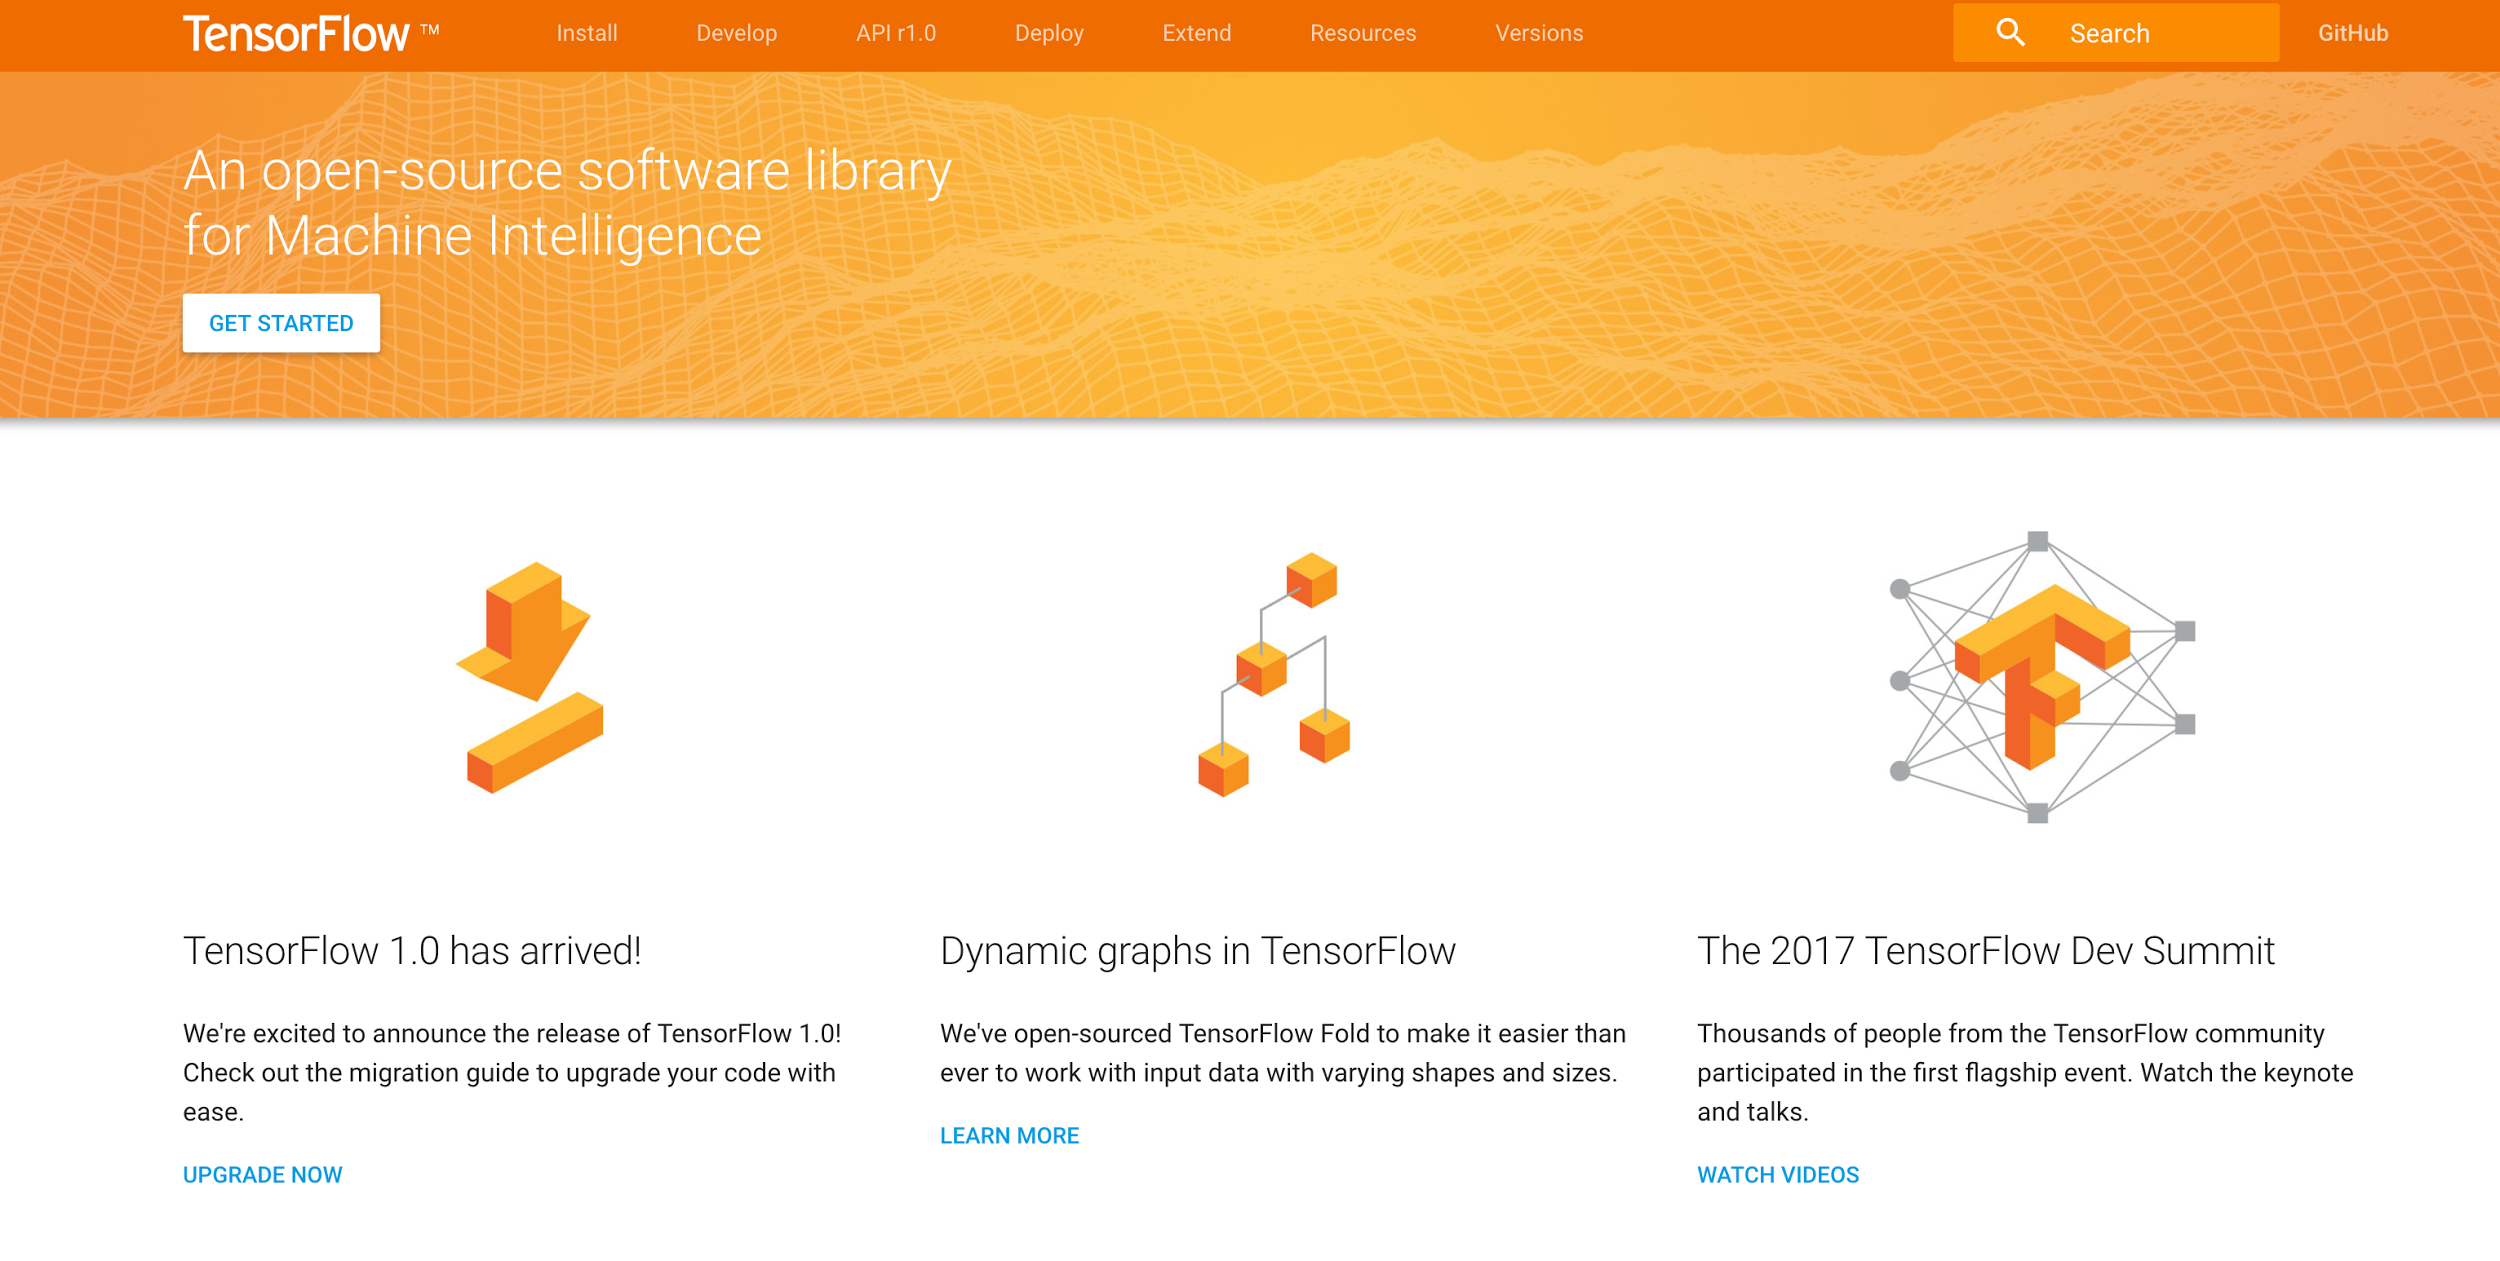 TensorFlow ™
Install Develop API r1.0 Deploy Extend Resources Versions Search GitHub
An open-source software library
for Machine Intelligence
GET STARTED
TensorFlow 1.0 has arrived!
We're excited to announce the release of TensorFlow 1.0!
Check out the migration guide to upgrade your code with
ease.
UPGRADE NOW
Dynamic graphs in TensorFlow
We've open-sourced TensorFlow Fold to make it easier than
ever to work with input data with varying shapes and sizes.
LEARN MORE
The 2017 TensorFlow Dev Summit
Thousands of people from the TensorFlow community
participated in the first flagship event. Watch the keynote
and talks.
WATCH VIDEOS